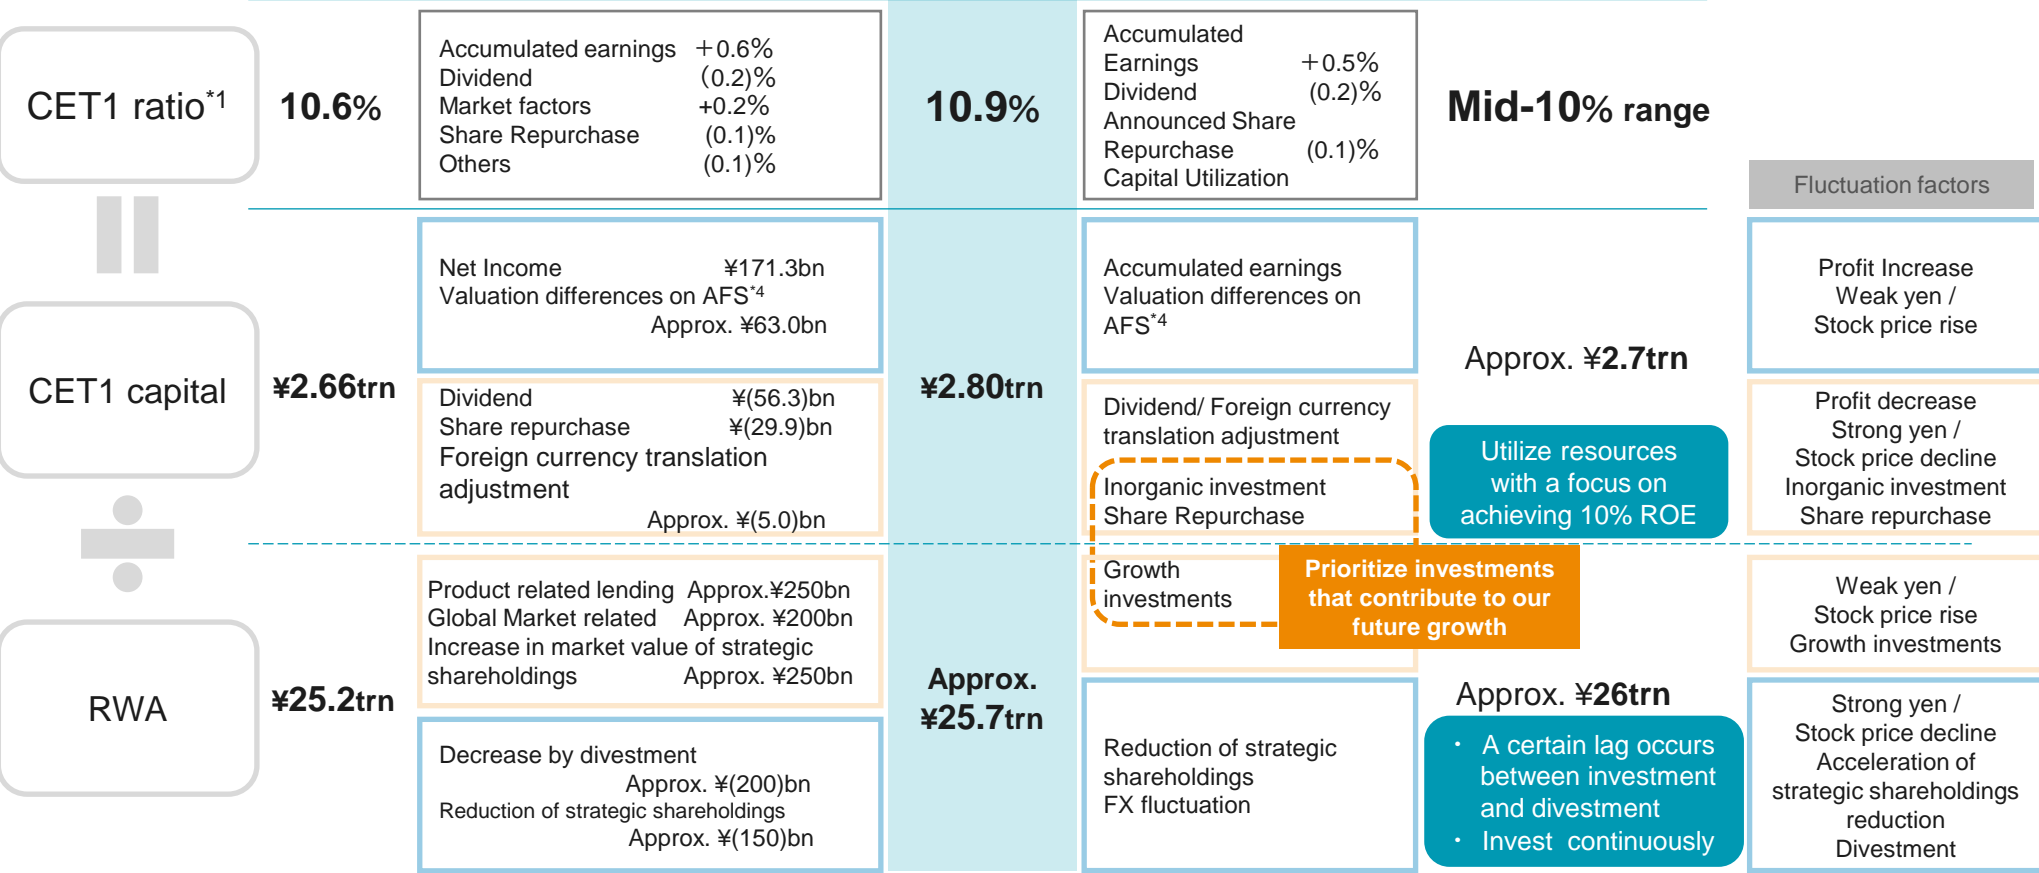 CET1 ratio*1
10.6%
Accumulated earnings +0.6%
Dividend (0.2)%
Market factors +0.2%
Share Repurchase (0.1)%
Others (0.1)%
10.9%
Accumulated
Earnings +0.5%
Dividend (0.2)%
Announced Share
Repurchase (0.1)%
Capital Utilization
Mid-10% range
Fluctuation factors
CET1 capital
¥2.66trn
Net Income ¥171.3bn
Valuation differences on AFS*4
Approx. ¥63.0bn
Dividend ¥(56.3)bn
Share repurchase ¥(29.9)bn
Foreign currency translation
adjustment
Approx. ¥(5.0)bn
¥2.80trn
Accumulated earnings
Valuation differences on
AFS*4
Dividend/ Foreign currency
translation adjustment
Inorganic investment
Share Repurchase
Approx. ¥2.7trn
Utilize resources
with a focus on
achieving 10% ROE
Profit Increase
Weak yen /
Stock price rise
Profit decrease
Strong yen /
Stock price decline
Inorganic investment
Share repurchase
RWA
¥25.2trn
Product related lending Approx.¥250bn
Global Market related Approx. ¥200bn
Increase in market value of strategic
shareholdings Approx. ¥250bn
Decrease by divestment
Approx. ¥(200)bn
Reduction of strategic shareholdings
Approx. ¥(150)bn
Approx.
¥25.7trn
Growth
investments
Prioritize investments
that contribute to our
future growth
Reduction of strategic
shareholdings
FX fluctuation
Approx. ¥26trn
・ A certain lag occurs
between investment
and divestment
・ Invest continuously
Weak yen /
Stock price rise
Growth investments
Strong yen /
Stock price decline
Acceleration of
strategic shareholdings
reduction
Divestment